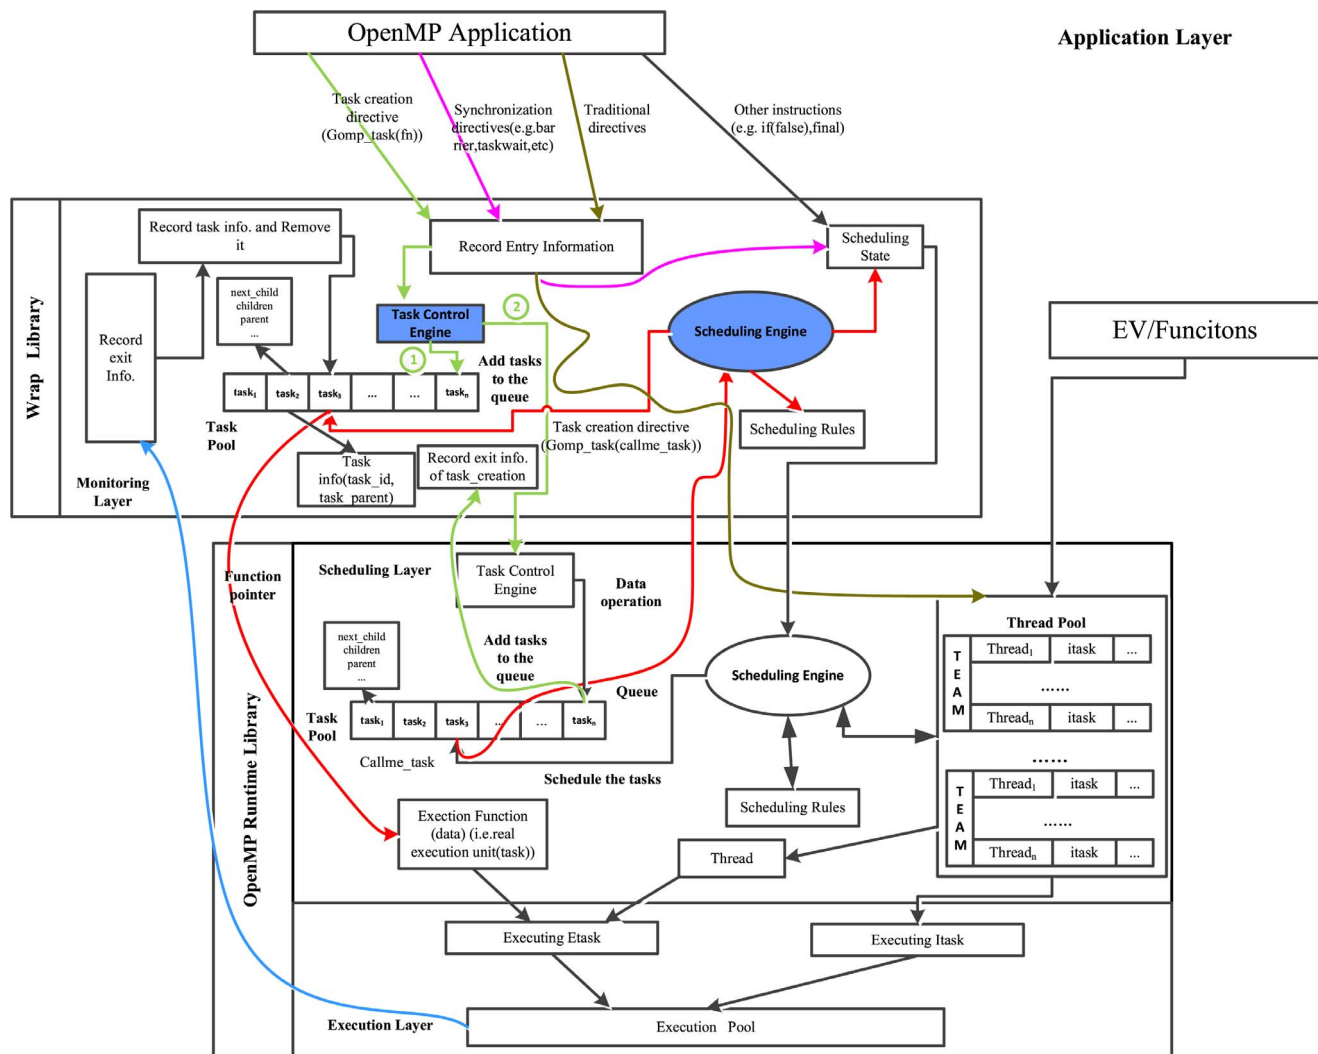 OpenMP Application
Application Layer
Task creation
directive
(Gomp_task(fn))
Synchronization
directives(e.g.bar
rier,taskwait,etc)
Traditional
directives
Other instructions
(e.g. if(false),final)
Wrap Library
Record task info. and Remove
it
Record Entry Information
Scheduling
State
next_child
children
parent
...
Record
exit
Info.
Task Control
Engine
2
1
Scheduling Engine
EV/Funcitons
Add tasks
to the
queue
task1
task2
task3
...
...
taskn
Task
Pool
Task creation directive
(Gomp_task(callme_task))
Scheduling Rules
Task
info(task_id,
task_parent)
Record exit info.
of task_creation
Monitoring
Layer
OpenMP Runtime Library
Function
pointer
Scheduling Layer
Task Control
Engine
Data
operation
next_child
children
parent
...
Add tasks
to the
queue
Queue
Scheduling Engine
Thread Pool
TEAM
Thread1
itask
...
......
Threadn
itask
...
......
TEAM
Thread1
itask
...
......
Threadn
itask
...
Task
Pool
task1
task2
task3
...
...
taskn
Callme_task
Schedule the tasks
Scheduling Rules
Exection Function
(data) (i.e.real
execution unit(task))
Thread
Executing Etask
Executing Itask
Execution Layer
Execution Pool